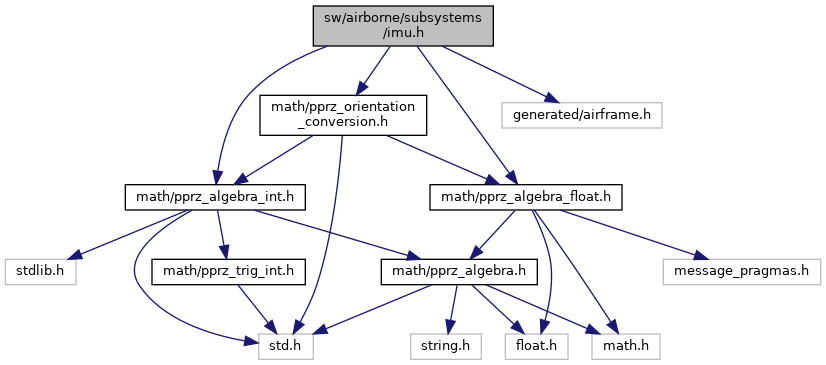 sw/airborne/subsystems
/imu.h
math/pprz_orientation
_conversion.h
generated/airframe.h
math/pprz_algebra_int.h
math/pprz_algebra_float.h
stdlib.h
math/pprz_trig_int.h
math/pprz_algebra.h
message_pragmas.h
std.h
string.h
float.h
math.h